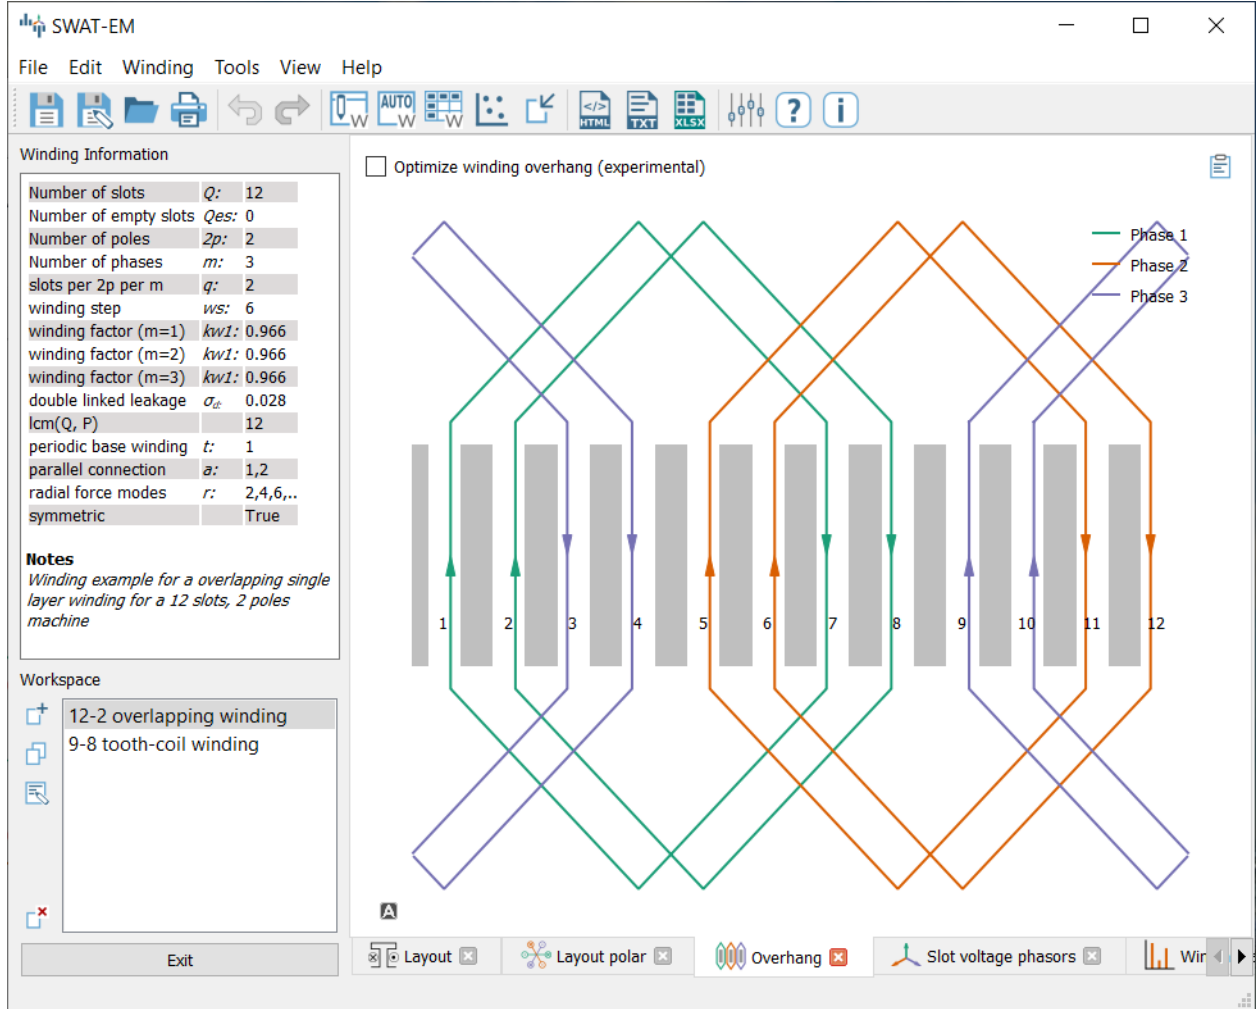 SWAT-EM
File Edit Winding Tools View Help
W AUTO W W HTML TXT XLSX ? i
Winding Information
Number of slots Q: 12
Number of empty slots Qes: 0
Number of poles 2p: 2
Number of phases m: 3
slots per 2p per m q: 2
winding step ws: 6
winding factor (m=1) kw1: 0.966
winding factor (m=2) kw1: 0.966
winding factor (m=3) kw1: 0.966
double linked leakage σd: 0.028
lcm(Q, P) 12
periodic base winding t: 1
parallel connection a: 1,2
radial force modes r: 2,4,6,..
symmetric True
Notes
Winding example for a overlapping single
layer winding for a 12 slots, 2 poles
machine
Workspace
12-2 overlapping winding
9-8 tooth-coil winding
Exit
Optimize winding overhang (experimental)
Phase 1
Phase 2
Phase 3
1 2 3 4 5 6 7 8 9 10 11 12
A
Layout Layout polar Overhang Slot voltage phasors Wir